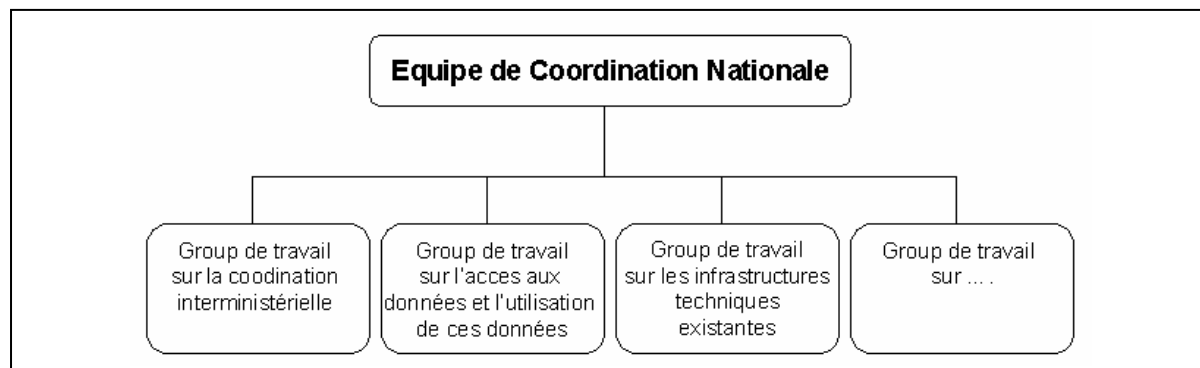 Equipe de Coordination Nationale
Group de travail
sur la coodination
interministérielle
Group de travail
sur l'acces aux
données et l'utilisation
de ces données
Group de travail
sur les infrastructures
techniques
existantes
Group de travail
sur ... .